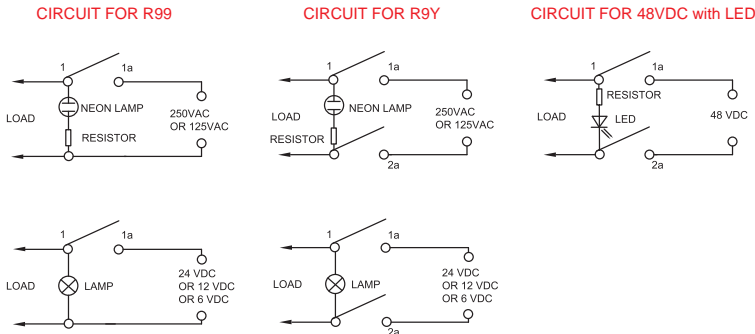 CIRCUIT FOR R99
1
1a
LOAD
NEON LAMP
RESISTOR
250VAC
OR 125VAC
1
1a
LOAD
LAMP
24 VDC
OR 12 VDC
OR 6 VDC
CIRCUIT FOR R9Y
1
1a
LOAD
NEON LAMP
RESISTOR
250VAC
OR 125VAC
2a
1
1a
LOAD
LAMP
24 VDC
OR 12 VDC
OR 6 VDC
2a
CIRCUIT FOR 48VDC with LED
1
1a
RESISTOR
LOAD
LED
48 VDC
2a